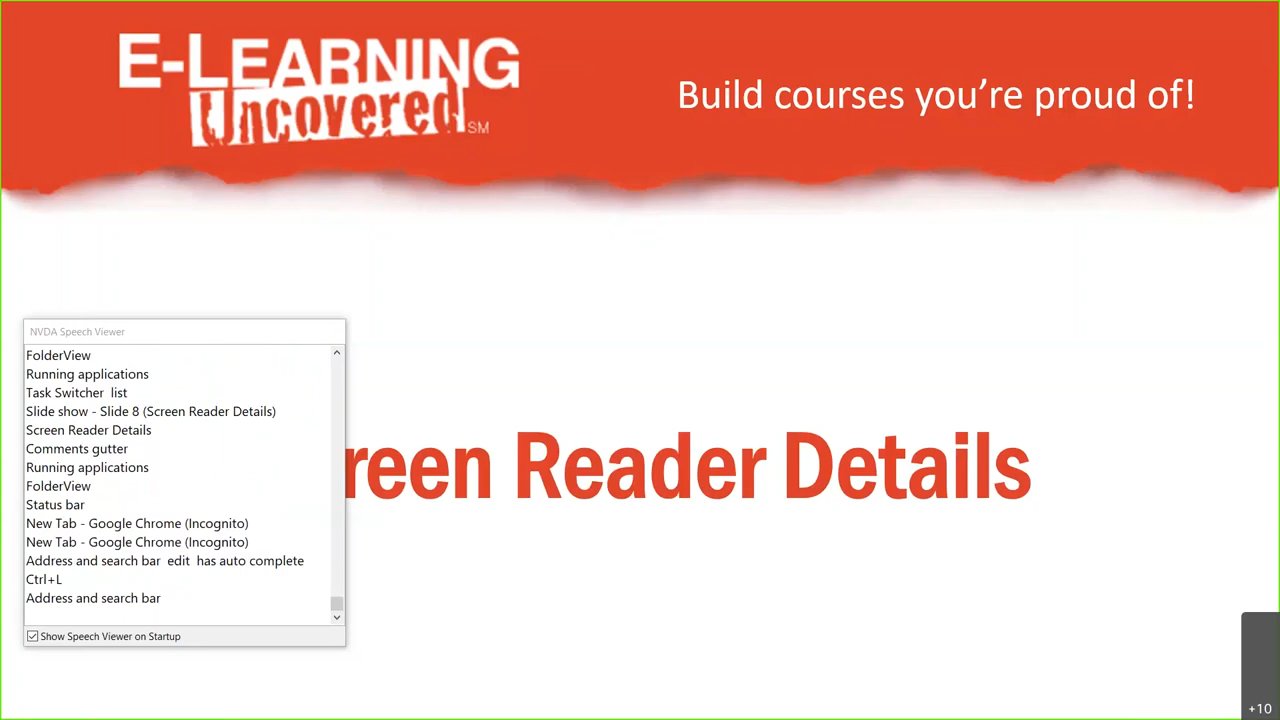 E-LEARNING
Uncovered
SM
Build courses you’re proud of!
NVDA Speech Viewer
FolderView
Running applications
Task Switcher list
Slide show - Slide 8 (Screen Reader Details)
Screen Reader Details
Comments gutter
Running applications
FolderView
Status bar
New Tab - Google Chrome (Incognito)
New Tab - Google Chrome (Incognito)
Address and search bar edit has auto complete
Ctrl+L
Address and search bar
Show Speech Viewer on Startup
reen Reader Details
+10